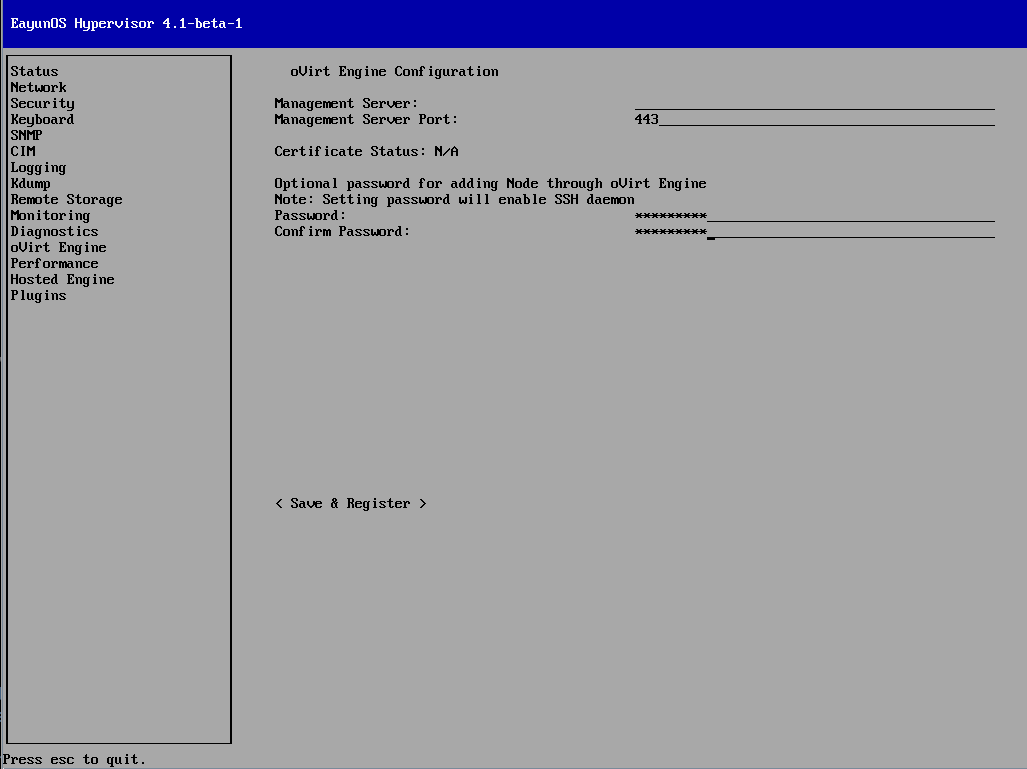 EayunOS Hypervisor 4.1-beta-1
Status
Network
Security
Keyboard
SNMP
CIM
Logging
Kdump
Remote Storage
Monitoring
Diagnostics
oVirt Engine
Performance
Hosted Engine
Plugins
oVirt Engine Configuration
Management Server:
Management Server Port: 443
Certificate Status: N/A
Optional password for adding Node through oVirt Engine
Note: Setting password will enable SSH daemon
Password: *********
Confirm Password: *********
< Save & Register >
Press esc to quit.